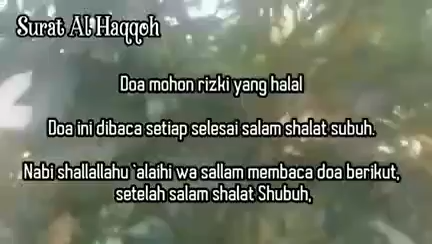 Surat Al Haqqoh
Doa mohon rizki yang halal
Doa ini dibaca setiap selesai salam shalat subuh.
Nabi shallallahu `alaihi wa sallam membaca doa berikut,
setelah salam shalat Shubuh,